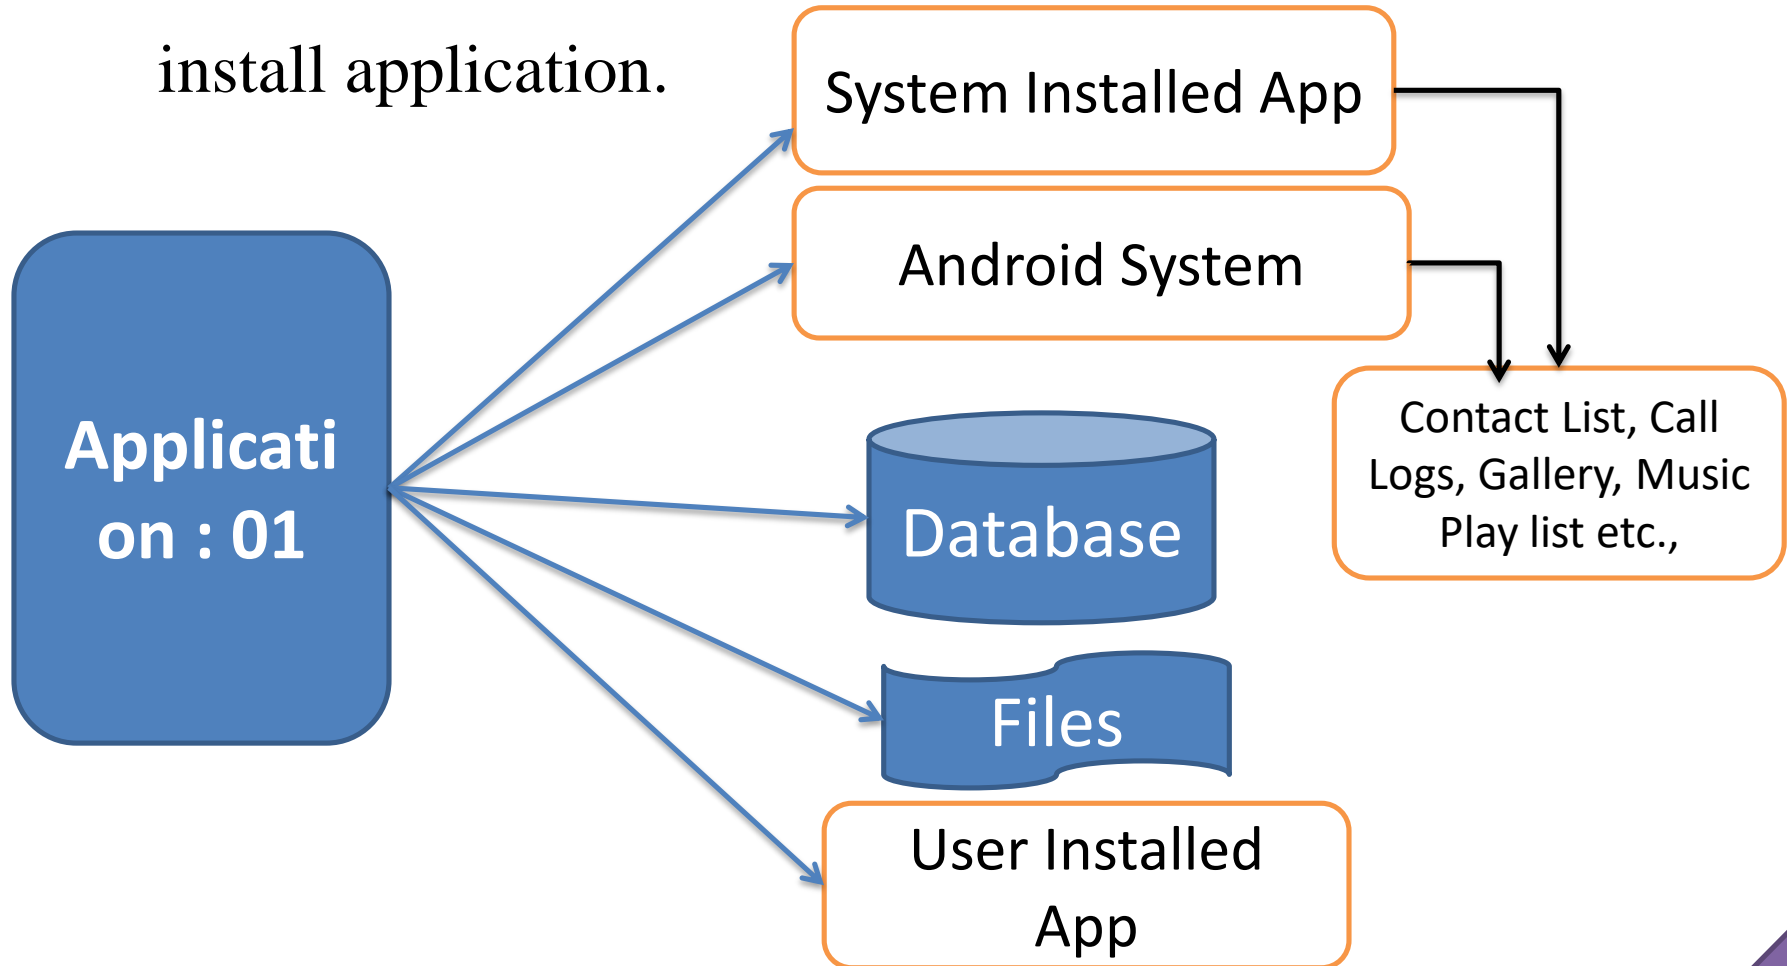 install application.
System Installed App
Android System
Applicati
on : 01
Contact List, Call
Logs, Gallery, Music
Play list etc.,
Database
Files
User Installed
App